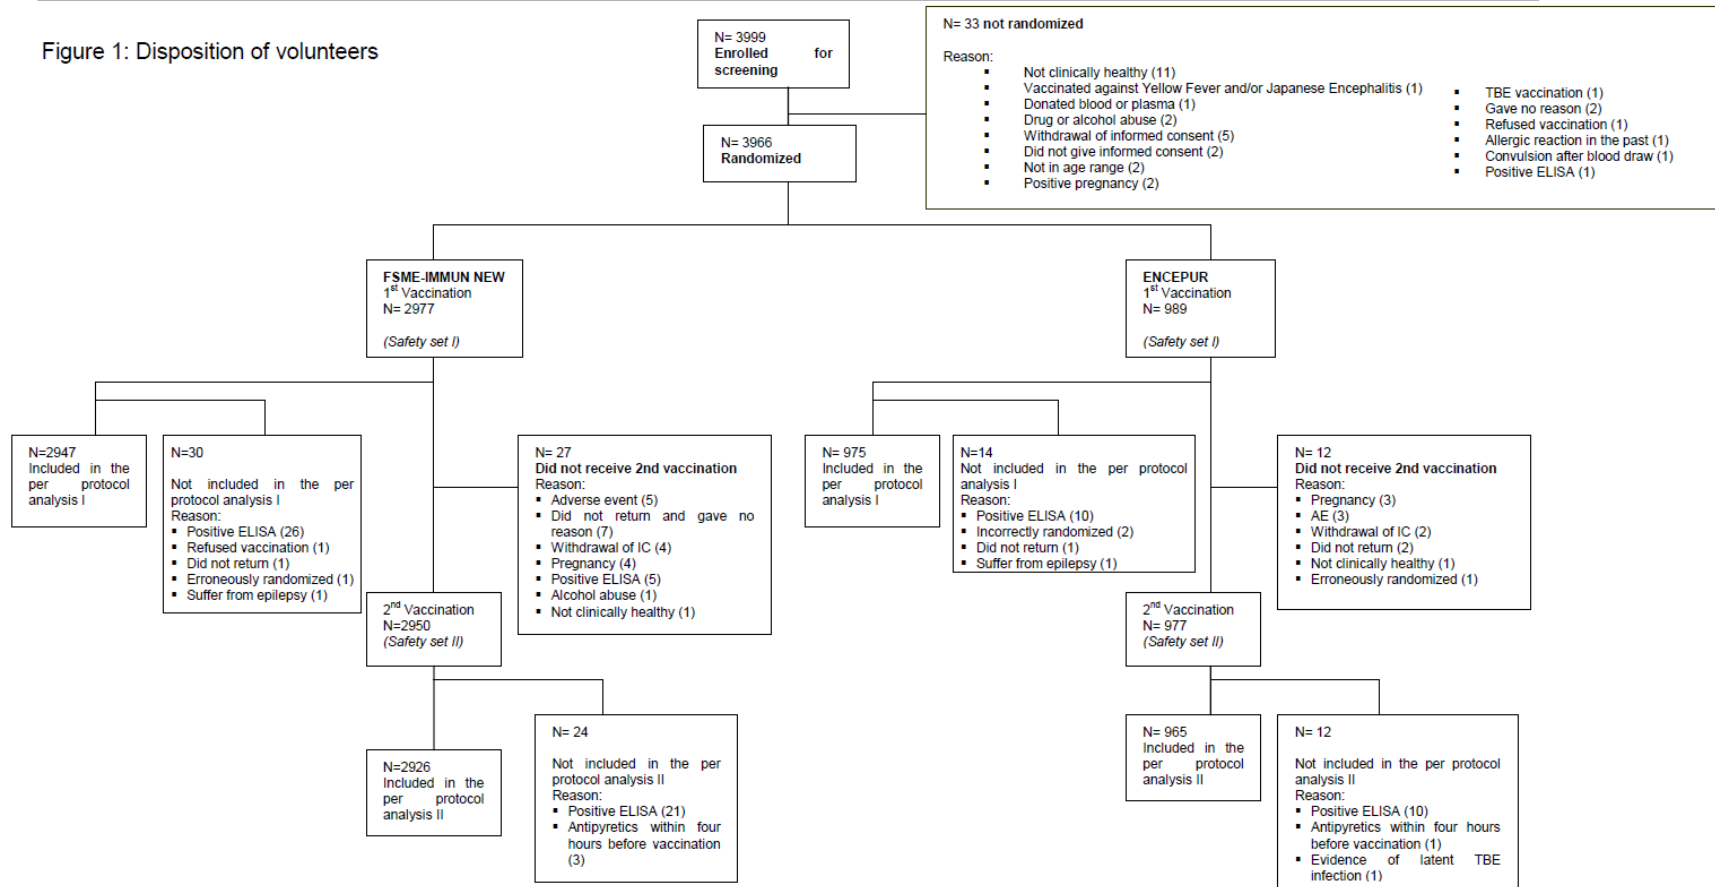 Figure 1: Disposition of volunteers
N= 3999
Enrolled for
screening
N= 3966
Randomized
N= 33 not randomized
Reason:
▪ Not clinically healthy (11)
▪ Vaccinated against Yellow Fever and/or Japanese Encephalitis (1)
▪ Donated blood or plasma (1)
▪ Drug or alcohol abuse (2)
▪ Withdrawal of informed consent (5)
▪ Did not give informed consent (2)
▪ Not in age range (2)
▪ Positive pregnancy (2)
▪ TBE vaccination (1)
▪ Gave no reason (2)
▪ Refused vaccination (1)
▪ Allergic reaction in the past (1)
▪ Convulsion after blood draw (1)
▪ Positive ELISA (1)
FSME-IMMUN NEW
1st Vaccination
N= 2977
(Safety set I)
ENCEPUR
1st Vaccination
N= 989
(Safety set I)
N=2947
Included in the
per protocol
analysis I
N=30
Not included in the per
protocol analysis I
Reason:
▪ Positive ELISA (26)
▪ Refused vaccination (1)
▪ Did not return (1)
▪ Erroneously randomized (1)
▪ Suffer from epilepsy (1)
N= 27
Did not receive 2nd vaccination
Reason:
▪ Adverse event (5)
▪ Did not return and gave no
reason (7)
▪ Withdrawal of IC (4)
▪ Pregnancy (4)
▪ Positive ELISA (5)
▪ Alcohol abuse (1)
▪ Not clinically healthy (1)
N= 975
Included in the
per protocol
analysis I
N=14
Not included in the per protocol
analysis I
Reason:
▪ Positive ELISA (10)
▪ Incorrectly randomized (2)
▪ Did not return (1)
▪ Suffer from epilepsy (1)
N= 12
Did not receive 2nd vaccination
Reason:
▪ Pregnancy (3)
▪ AE (3)
▪ Withdrawal of IC (2)
▪ Did not return (2)
▪ Not clinically healthy (1)
▪ Erroneously randomized (1)
2nd Vaccination
N=2950
(Safety set II)
2nd Vaccination
N= 977
(Safety set II)
N=2926
Included in the
per protocol
analysis II
N= 24
Not included in the per
protocol analysis II
Reason:
▪ Positive ELISA (21)
▪ Antipyretics within four
hours before vaccination
(3)
N= 965
Included in the
per protocol
analysis II
N= 12
Not included in the per protocol
analysis II
Reason:
▪ Positive ELISA (10)
▪ Antipyretics within four hours
before vaccination (1)
▪ Evidence of latent TBE
infection (1)